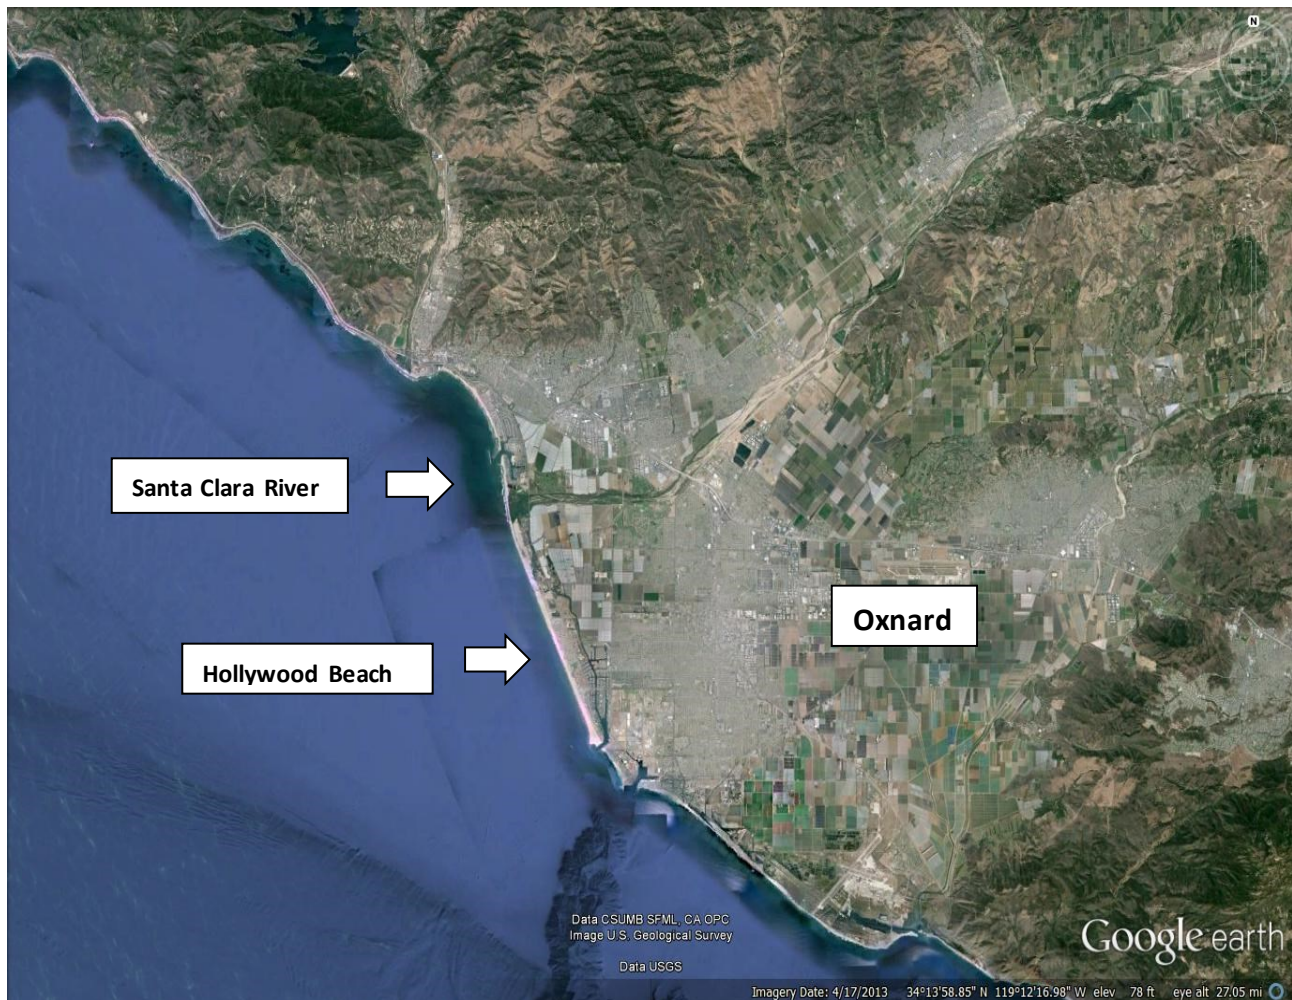 N
Santa Clara River
Oxnard
Hollywood Beach
Data CSUMB SFML, CA OPC
Image U.S. Geological Survey
Data USGS
Google earth
Imagery Date: 4/17/2013 34°13'58.85" N 119°12'16.98" W elev 78 ft eye alt 27.05 mi